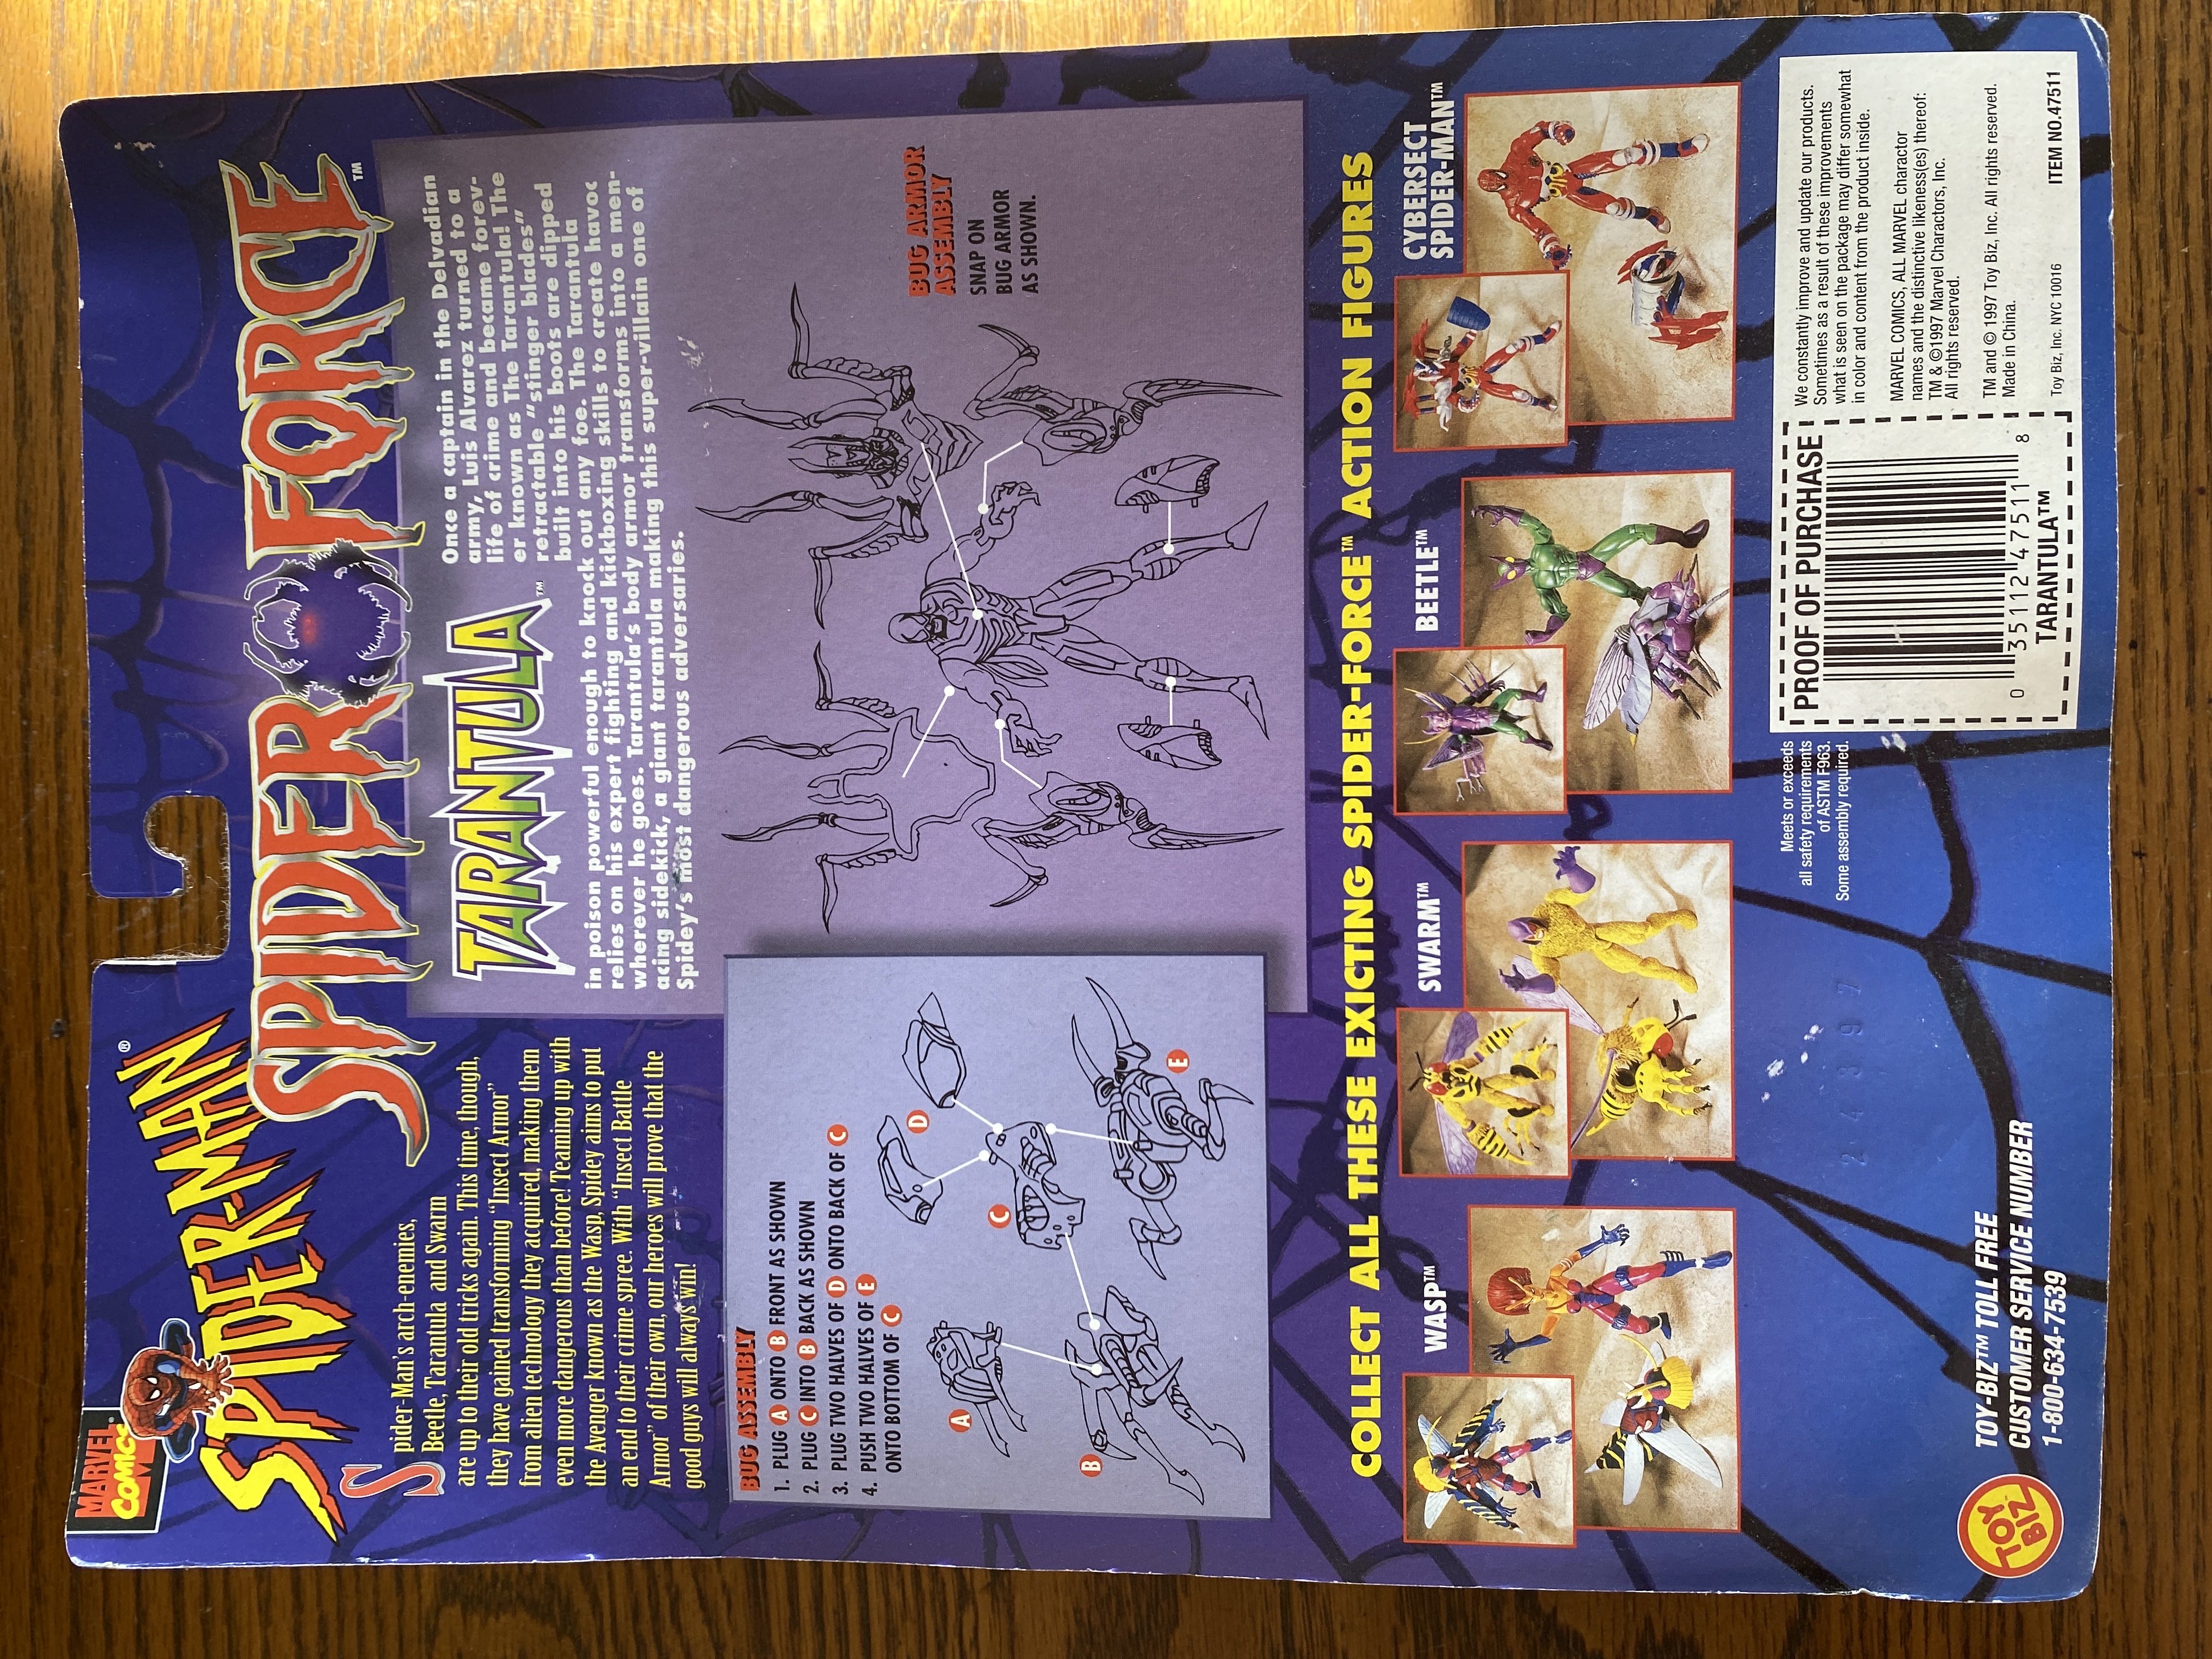 MARVEL
COMICS
SPIDER-MAN®
SPIDER FORCE™
Spider-Man's arch-enemies,
Beetle, Tarantula and Swarm
are up to their old tricks again. This time, though,
they have gained transforming "Insect Armor"
from alien technology they acquired, making them
even more dangerous than before! Teaming up with
the Avenger known as the Wasp, Spidey aims to put
an end to their crime spree. With "Insect Battle
Armor" of their own, our heroes will prove that the
good guys will always win!
TARANTULA™
Once a captain in the Delvadian
army, Luis Alvarez turned to a
life of crime and became forev-
er known as The Tarantula! The
retractable "stinger blades"
built into his boots are dipped
in poison powerful enough to knock out any foe. The Tarantula
relies on his expert fighting and kickboxing skills to create havoc
wherever he goes. Tarantula's body armor transforms into a men-
acing sidekick, a giant tarantula making this super-villain one of
Spidey's most dangerous adversaries.
BUG ASSEMBLY
1. PLUG A ONTO B FRONT AS SHOWN
2. PLUG C INTO B BACK AS SHOWN
3. PLUG TWO HALVES OF D ONTO BACK OF C
4. PUSH TWO HALVES OF E
ONTO BOTTOM OF C
A
B
C
D
E
BUG ARMOR
ASSEMBLY
SNAP ON
BUG ARMOR
AS SHOWN.
COLLECT ALL THESE EXICTING SPIDER-FORCE™ ACTION FIGURES
WASP™
SWARM™
BEETLE™
CYBERSECT
SPIDER-MAN™
24397
TOY BIZ
TOY-BIZ™ TOLL FREE
CUSTOMER SERVICE NUMBER
1-800-634-7539
Meets or exceeds
all safety requirements
of ASTM F963.
Some assembly required.
PROOF OF PURCHASE
0 35112 47511 8
TARANTULA™
We constantly improve and update our products.
Sometimes as a result of these improvements
what is seen on the package may differ somewhat
in color and content from the product inside.
MARVEL COMICS, ALL MARVEL character
names and the distinctive likeness(es) thereof:
TM & ©1997 Marvel Charactors, Inc.
All rights reserved.
TM and © 1997 Toy Biz, Inc. All rights reserved.
Made in China.
Toy Biz, Inc. NYC 10016
ITEM NO.47511